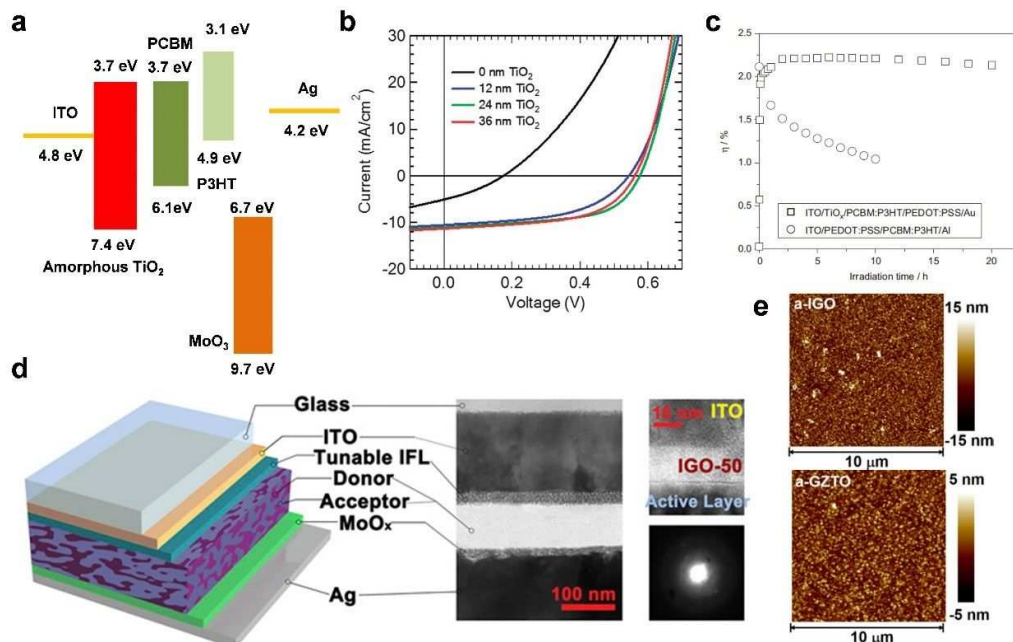 a
3.1 eV
PCBM
3.7 eV
3.7 eV
ITO
4.8 eV
Ag
4.2 eV
4.9 eV
P3HT
6.1eV
7.4 eV
Amorphous TiO2
6.7 eV
MoO3
9.7 eV
b
30
20
10
0
-10
-20
Current (mA/cm2)
0 nm TiO2
12 nm TiO2
24 nm TiO2
36 nm TiO2
0.0
0.2
0.4
0.6
Voltage (V)
c
2.5
2.0
1.5
1.0
0.5
0.0
η / %
ITO/TiOx/PCBM:P3HT/PEDOT:PSS/Au
ITO/PEDOT:PSS/PCBM:P3HT/Al
0
5
10
15
20
Irradiation time / h
d
Glass
ITO
Tunable IFL
Donor
Acceptor
MoOx
Ag
100 nm
10 nm
ITO
IGO-50
Active Layer
e
a-IGO
15 nm
-15 nm
10 μm
a-GZTO
5 nm
-5 nm
10 μm